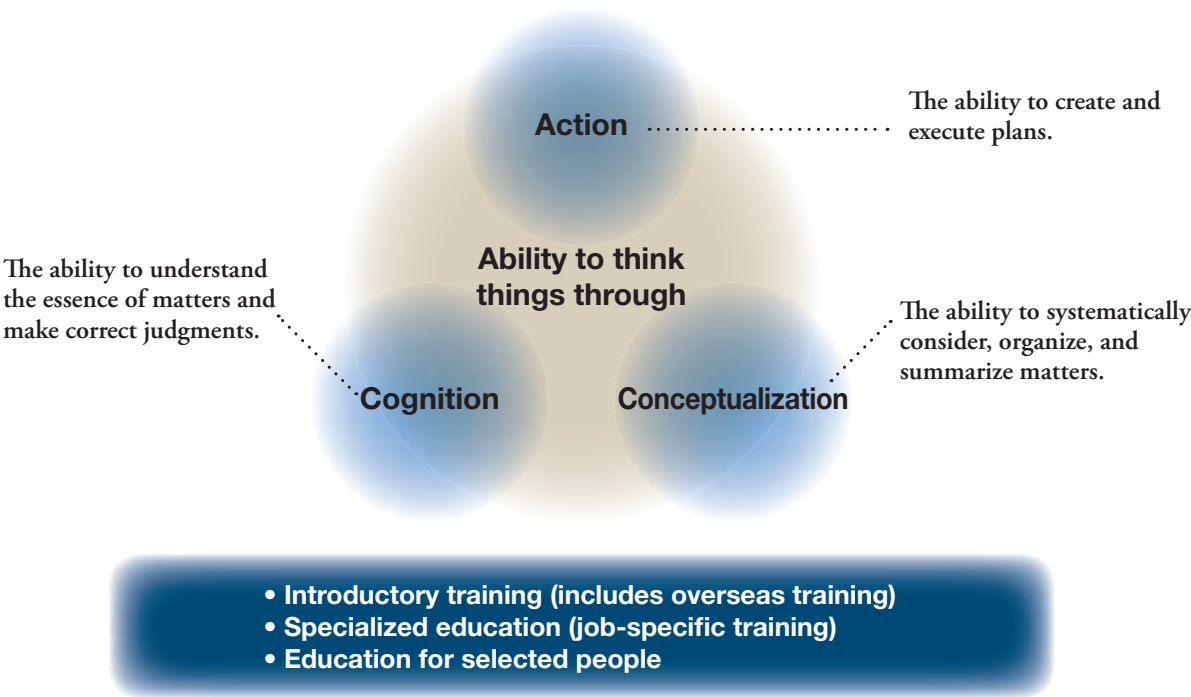 Action
The ability to create and
execute plans.
Ability to think
things through
The ability to understand
the essence of matters and
make correct judgments.
Cognition
Conceptualization
The ability to systematically
consider, organize, and
summarize matters.
• Introductory training (includes overseas training)
• Specialized education (job-specific training)
• Education for selected people